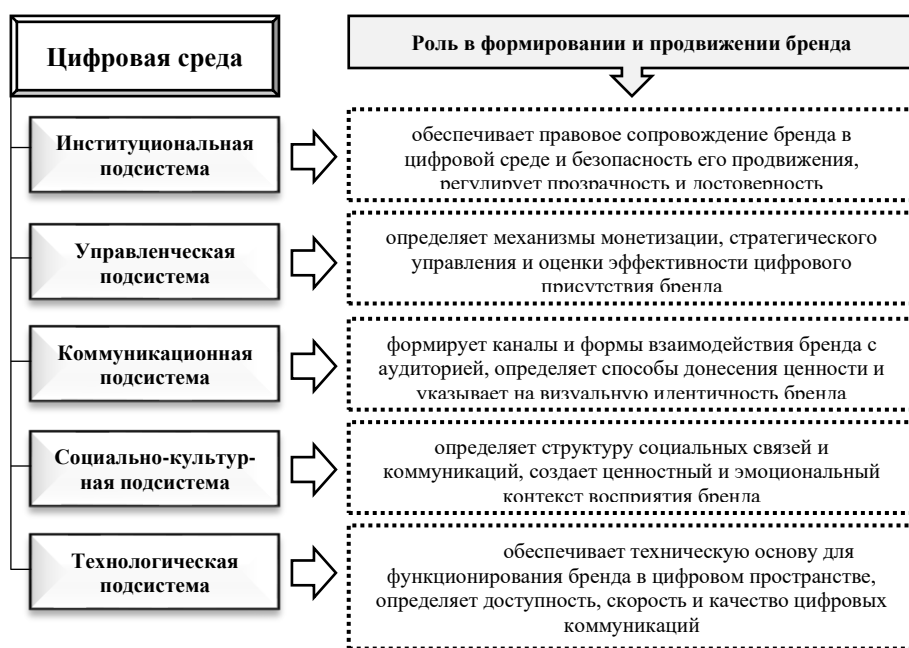 Цифровая среда
Роль в формировании и продвижении бренда
Институциональная
подсистема
обеспечивает правовое сопровождение бренда в
цифровой среде и безопасность его продвижения,
регулирует прозрачность и достоверность
Управленческая
подсистема
определяет механизмы монетизации, стратегического
управления и оценки эффективности цифрового
присутствия бренда
Коммуникационная
подсистема
формирует каналы и формы взаимодействия бренда с
аудиторией, определяет способы донесения ценности и
указывает на визуальную идентичность бренда
Социально-культур-
ная подсистема
определяет структуру социальных связей и
коммуникаций, создает ценностный и эмоциональный
контекст восприятия бренда
Технологическая
подсистема
обеспечивает техническую основу для
функционирования бренда в цифровом пространстве,
определяет доступность, скорость и качество цифровых
коммуникаций